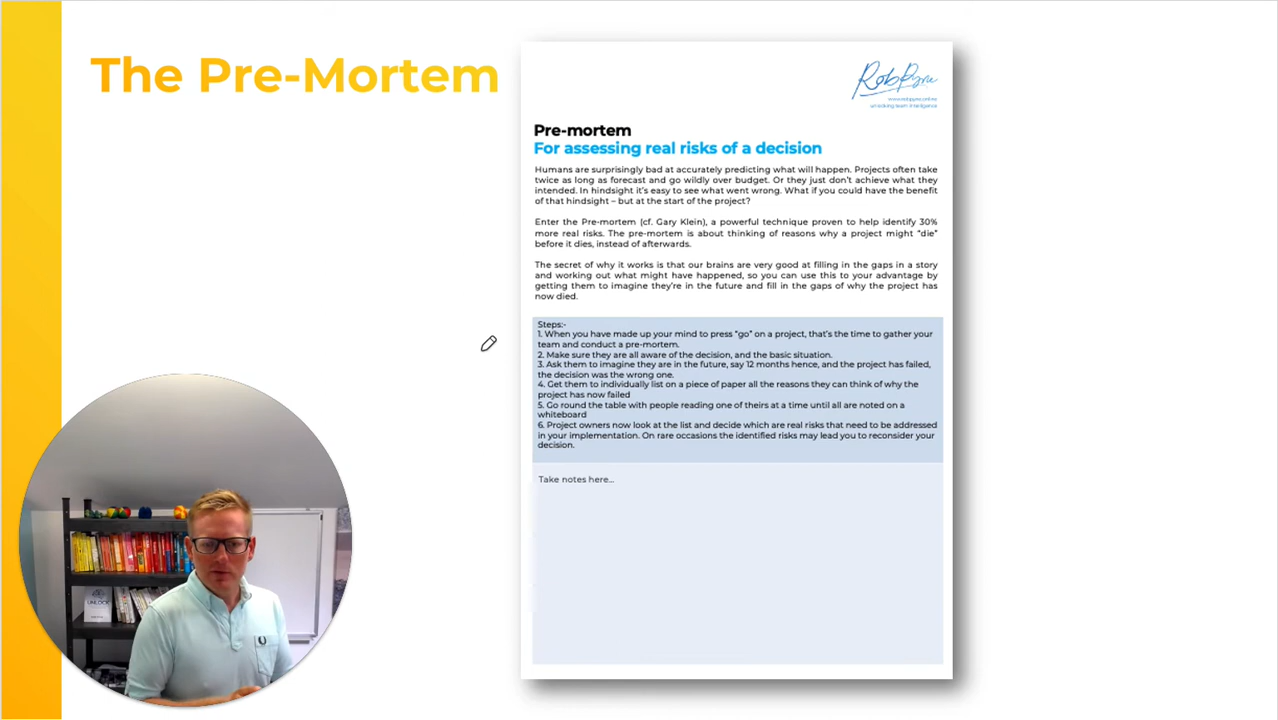 The Pre-Mortem
Rob Pyne
www.robpyne.online
unlocking team intelligence
Pre-mortem
For assessing real risks of a decision
Humans are surprisingly bad at accurately predicting what will happen. Projects often take
twice as long as forecast and go wildly over budget. Or they just don't achieve what they
intended. In hindsight it's easy to see what went wrong. What if you could have the benefit
of that hindsight – but at the start of the project?
Enter the Pre-mortem (cf. Gary Klein), a powerful technique proven to help identify 30%
more real risks. The pre-mortem is about thinking of reasons why a project might "die"
before it dies, instead of afterwards.
The secret of why it works is that our brains are very good at filling in the gaps in a story
and working out what might have happened, so you can use this to your advantage by
getting them to imagine they're in the future and fill in the gaps of why the project has
now died.
Steps:-
1. When you have made up your mind to press "go" on a project, that's the time to gather your
team and conduct a pre-mortem.
2. Make sure they are all aware of the decision, and the basic situation.
3. Ask them to imagine they are in the future, say 12 months hence, and the project has failed,
the decision was the wrong one.
4. Get them to individually list on a piece of paper all the reasons they can think of why the
project has now failed
5. Go round the table with people reading one of theirs at a time until all are noted on a
whiteboard
6. Project owners now look at the list and decide which are real risks that need to be addressed
in your implementation. On rare occasions the identified risks may lead you to reconsider your
decision.
Take notes here...
UNLOCK